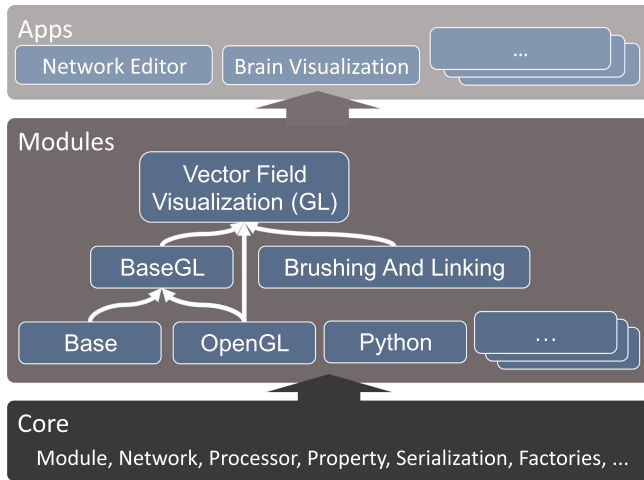 Apps
Network Editor
Brain Visualization
...
Modules
Vector Field
Visualization (GL)
BaseGL
Brushing And Linking
Base
OpenGL
Python
...
Core
Module, Network, Processor, Property, Serialization, Factories, ...